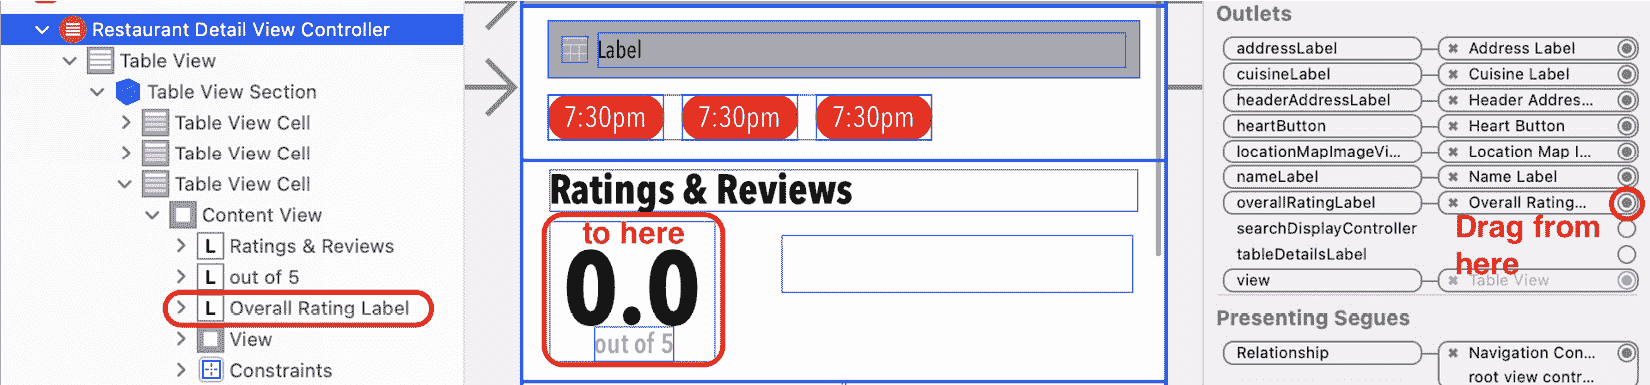 Restaurant Detail View Controller
Table View
Table View Section
Table View Cell
Table View Cell
Table View Cell
Content View
L Ratings & Reviews
L out of 5
L Overall Rating Label
View
Constraints
Label
7:30pm 7:30pm 7:30pm
Ratings & Reviews
to here
0.0
out of 5
Outlets
addressLabel Address Label
cuisineLabel Cuisine Label
headerAddressLabel Header Addres...
heartButton Heart Button
locationMapImageVi... Location Map I...
nameLabel Name Label
overallRatingLabel Overall Rating...
searchDisplayController
Drag from
tableDetailsLabel
here
view Table View
Presenting Segues
Relationship Navigation Con...
root view contr...